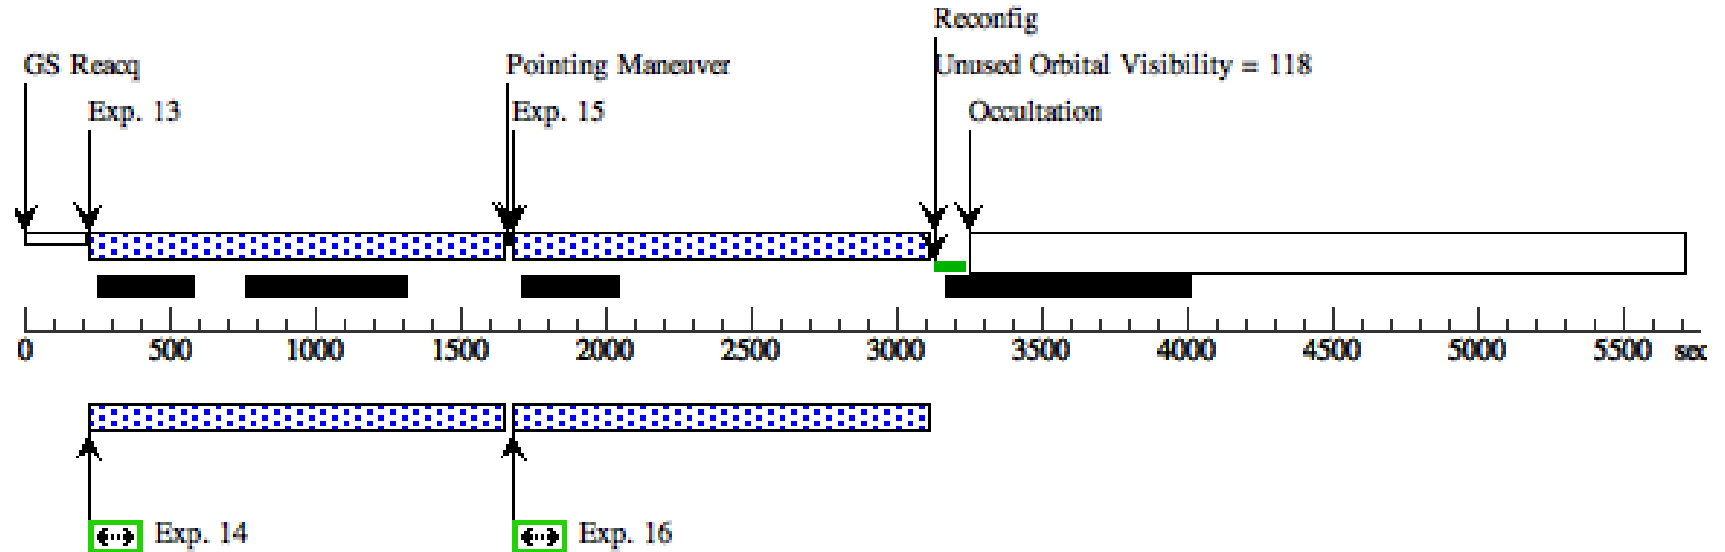 Reconfig
GS Reacq Pointing Maneuver Unused Orbital Visibility = 118
Exp. 13 Exp. 15 Occultation
0 500 1000 1500 2000 2500 3000 3500 4000 4500 5000 5500 sec
Exp. 14 Exp. 16